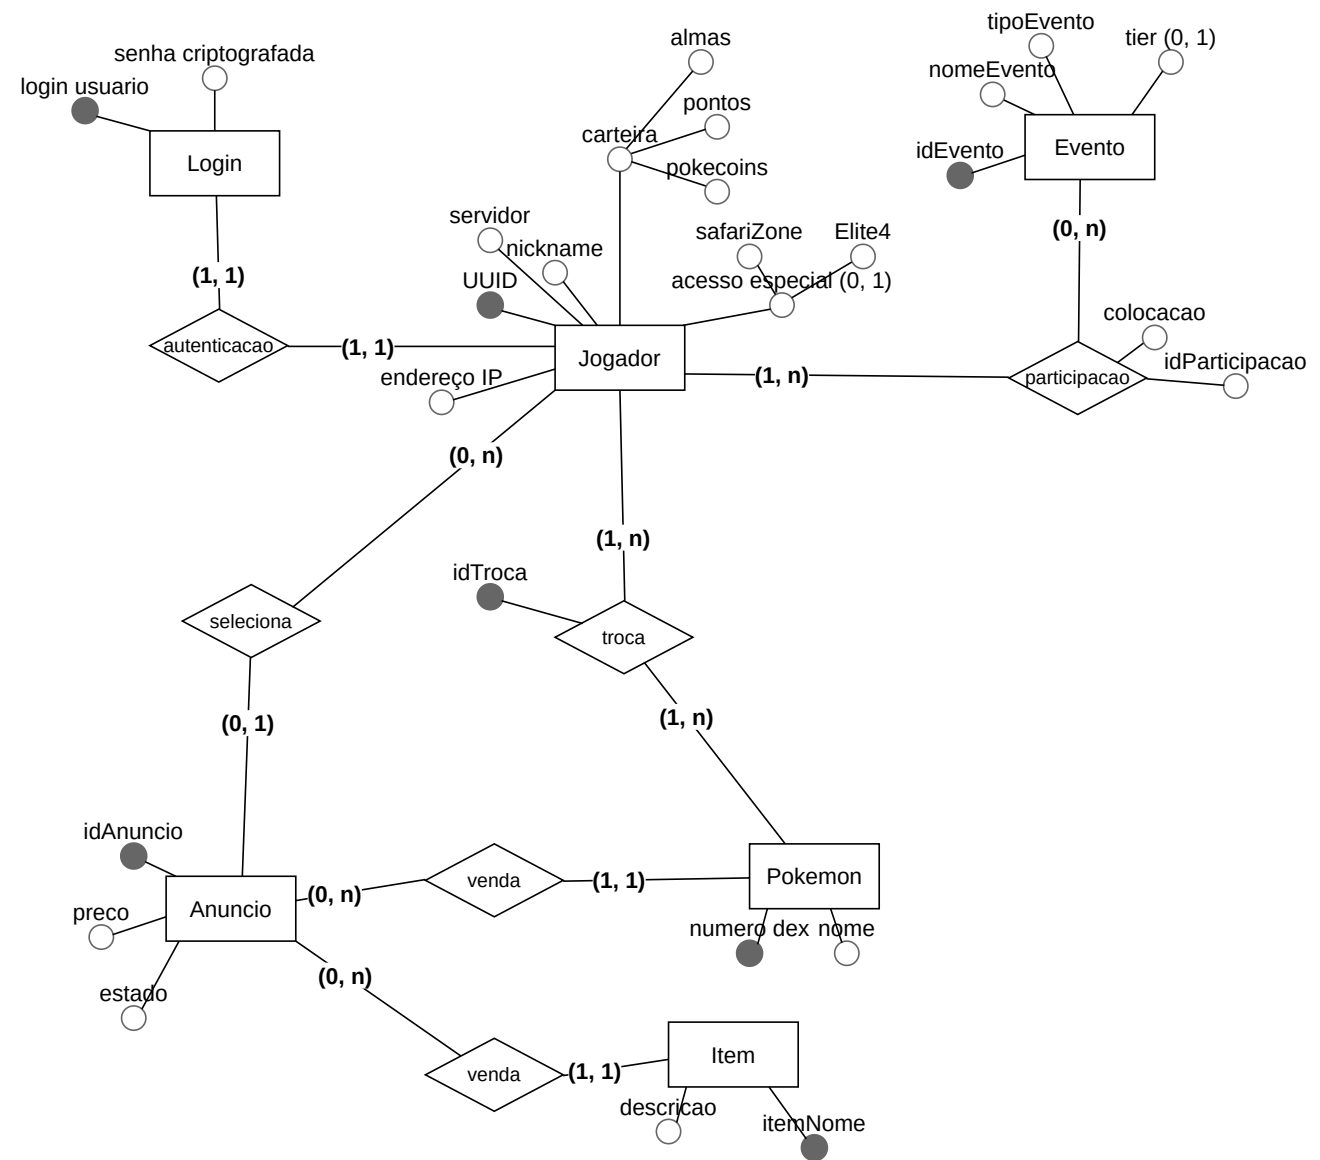 tipoEvento
almas
tier (0, 1)
senha criptografada
nomeEvento
login usuario
pontos
carteira
Login
Evento
idEvento
pokecoins
servidor
nickname
safariZone
Elite4
(0, n)
(1, 1)
UUID
acesso especial (0, 1)
colocacao
autenticacao
(1, 1)
Jogador
idParticipacao
endereço IP
(1, n)
participacao
(0, n)
(1, n)
idTroca
seleciona
troca
(0, 1)
(1, n)
idAnuncio
preco
Anuncio
(0, n)
venda
(1, 1)
Pokemon
numero dex
nome
estado
(0, n)
Item
venda
(1, 1)
descricao
itemNome